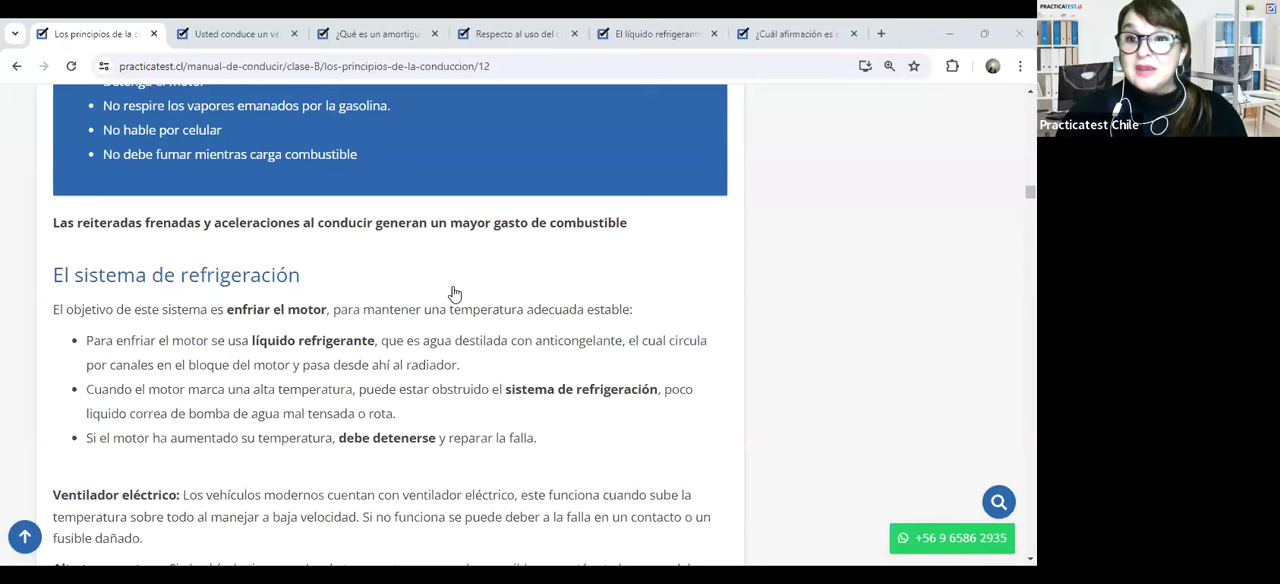 Los principios de la c
Usted conduce un ve
¿Qué es un amortigu
Respecto al uso del c
El líquido refrigerant
¿Cuál afirmación es c
practicatest.cl/manual-de-conducir/clase-B/los-principios-de-la-conduccion/12
PRACTICATEST.cl
Practicatest Chile
No respire los vapores emanados por la gasolina.
No hable por celular
No debe fumar mientras carga combustible
Las reiteradas frenadas y aceleraciones al conducir generan un mayor gasto de combustible
El sistema de refrigeración
El objetivo de este sistema es enfriar el motor, para mantener una temperatura adecuada estable:
Para enfriar el motor se usa líquido refrigerante, que es agua destilada con anticongelante, el cual circula
por canales en el bloque del motor y pasa desde ahí al radiador.
Cuando el motor marca una alta temperatura, puede estar obstruido el sistema de refrigeración, poco
liquido correa de bomba de agua mal tensada o rota.
Si el motor ha aumentado su temperatura, debe detenerse y reparar la falla.
Ventilador eléctrico: Los vehículos modernos cuentan con ventilador eléctrico, este funciona cuando sube la
temperatura sobre todo al manejar a baja velocidad. Si no funciona se puede deber a la falla en un contacto o un
fusible dañado.
+56 9 6586 2935